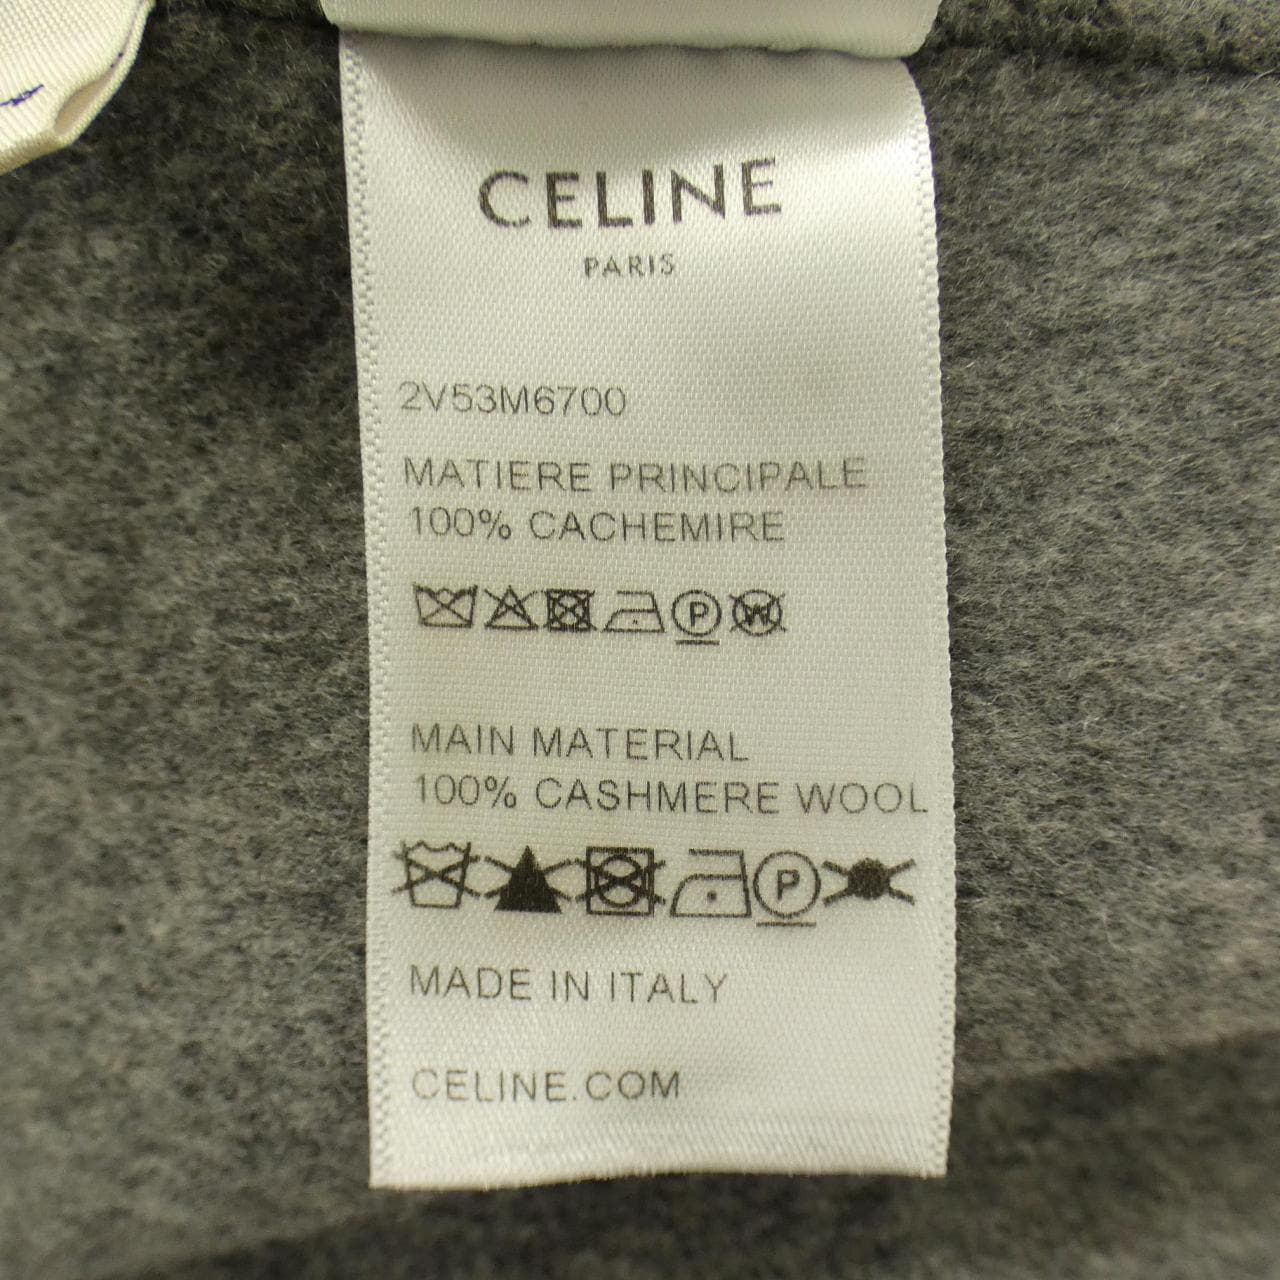 CELINE
PARIS
2V53M6700
MATIERE PRINCIPALE
100% CACHEMIRE
P W
MAIN MATERIAL
100% CASHMERE WOOL
P
MADE IN ITALY
CELINE.COM